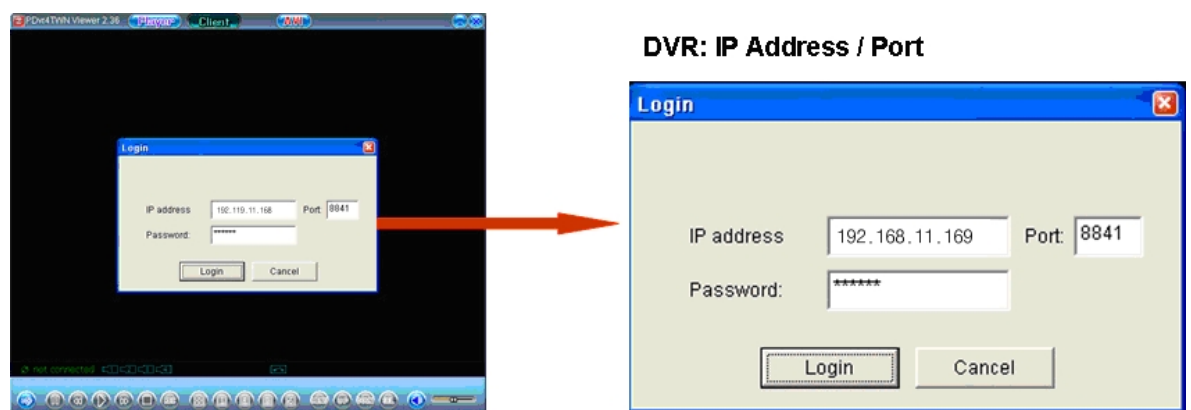 PDvr4TWN Viewer 2.36 Player Client AVI
Login
IP address 192.119.11.168 Port 8841
Password: ******
Login Cancel
not connected
DVR: IP Address / Port
Login
IP address 192.168.11.169 Port: 8841
Password: ******
Login Cancel